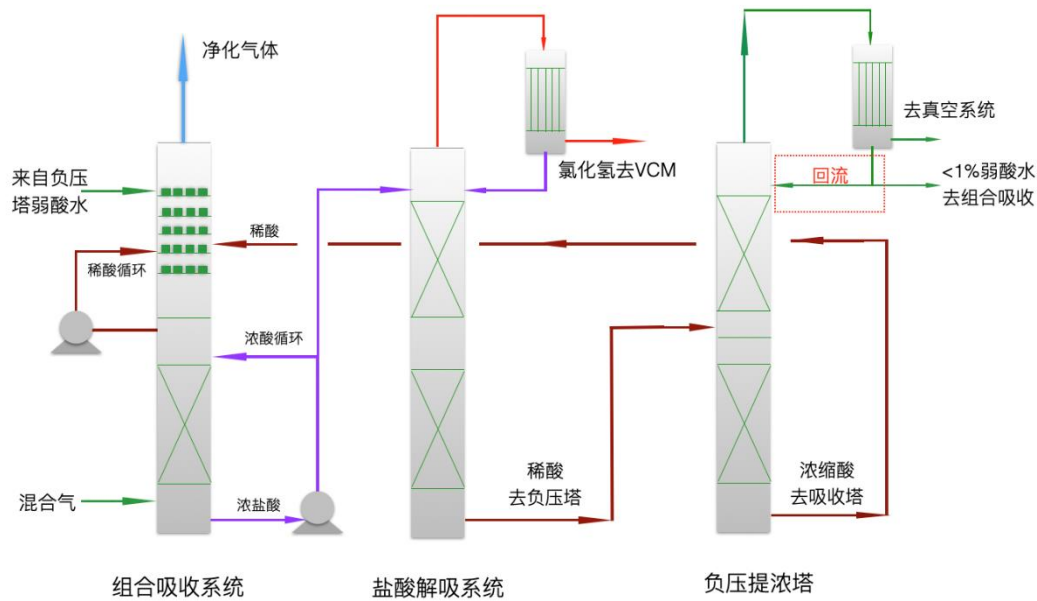 净化气体
来自负压
塔弱酸水
稀酸循环
稀酸
浓酸循环
混合气
浓盐酸
氯化氢去VCM
稀酸
去负压塔
去真空系统
回流
<1%弱酸水
去组合吸收
浓缩酸
去吸收塔
组合吸收系统
盐酸解吸系统
负压提浓塔